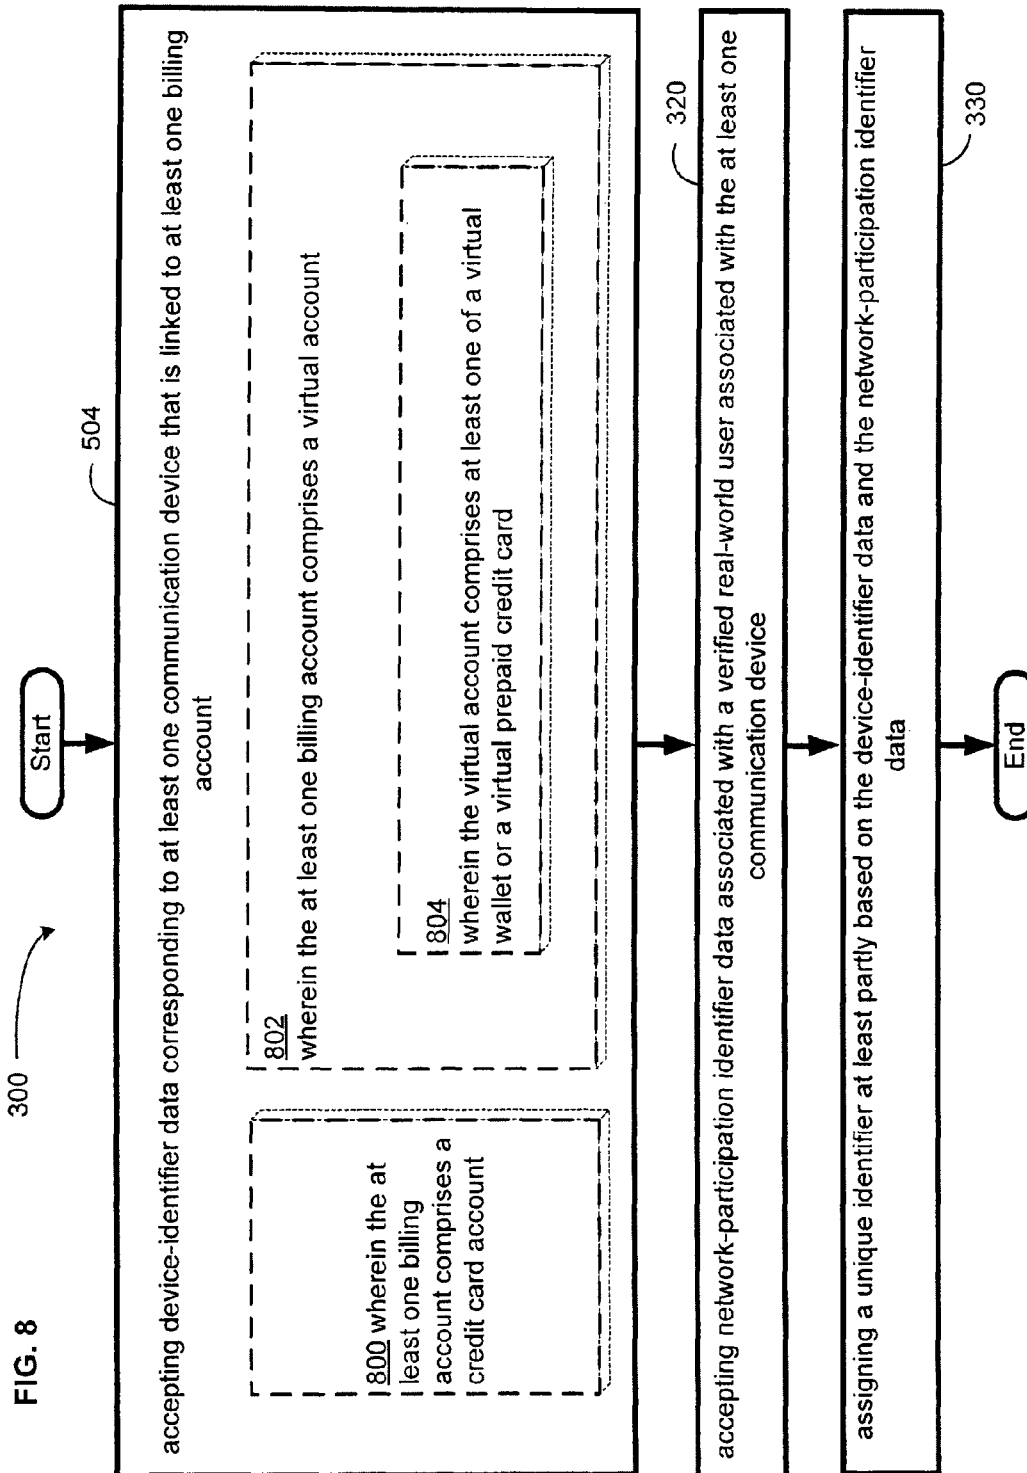 FIG. 8
300
Start
504
accepting device-identifier data corresponding to at least one communication device that is linked to at least one billing
account
800 wherein the at
least one billing
account comprises a
credit card account
802
wherein the at least one billing account comprises a virtual account
804
wherein the virtual account comprises at least one of a virtual
wallet or a virtual prepaid credit card
320
accepting network-participation identifier data associated with a verified real-world user associated with the at least one
communication device
330
assigning a unique identifier at least partly based on the device-identifier data and the network-participation identifier
data
End